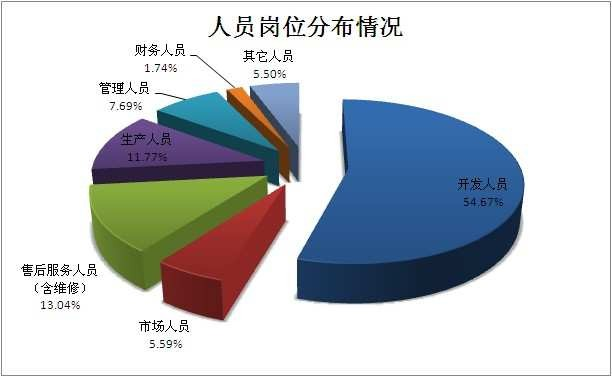 人员岗位分布情况
财务人员
1.74%
其它人员
5.50%
管理人员
7.69%
生产人员
11.77%
开发人员
54.67%
售后服务人员
（含维修）
13.04%
市场人员
5.59%